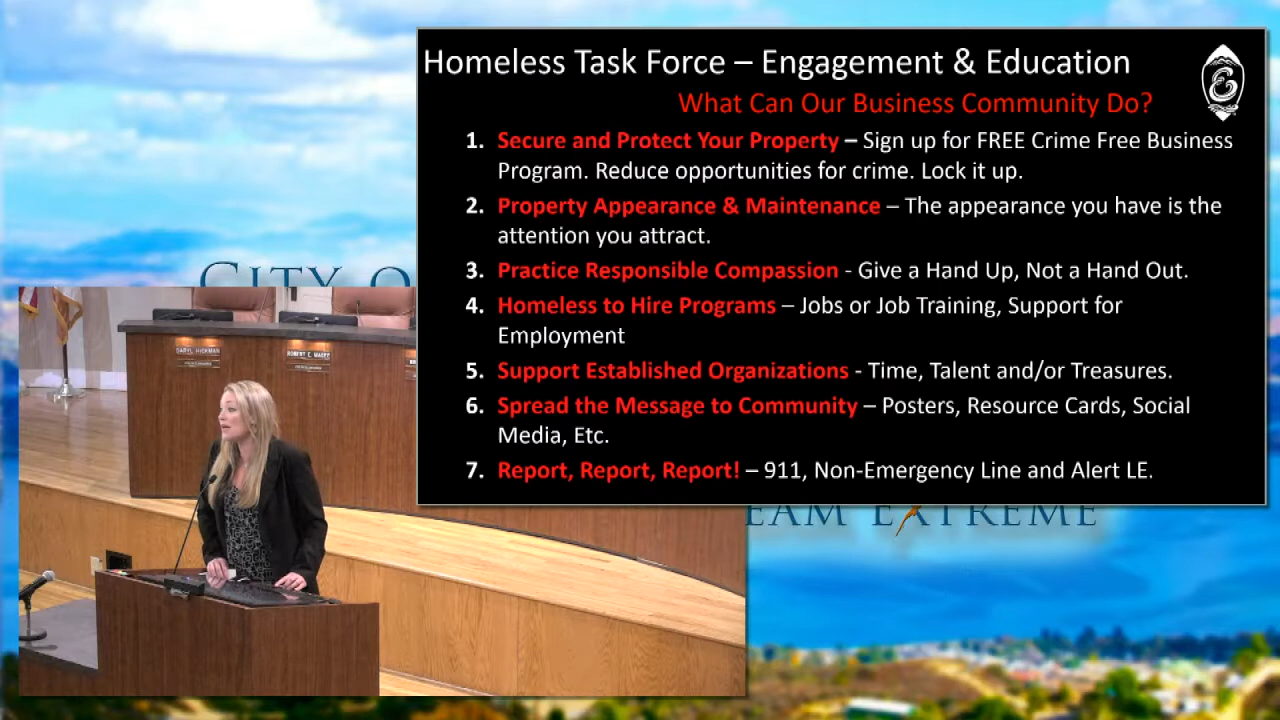 Homeless Task Force – Engagement & Education
What Can Our Business Community Do?
1. Secure and Protect Your Property – Sign up for FREE Crime Free Business
Program. Reduce opportunities for crime. Lock it up.
2. Property Appearance & Maintenance – The appearance you have is the
attention you attract.
3. Practice Responsible Compassion - Give a Hand Up, Not a Hand Out.
4. Homeless to Hire Programs – Jobs or Job Training, Support for
Employment
5. Support Established Organizations - Time, Talent and/or Treasures.
6. Spread the Message to Community – Posters, Resource Cards, Social
Media, Etc.
7. Report, Report, Report! – 911, Non-Emergency Line and Alert LE.
CITY O
EAM EXTREME
DARYL HICKMAN
ROBERT E. MAGEE